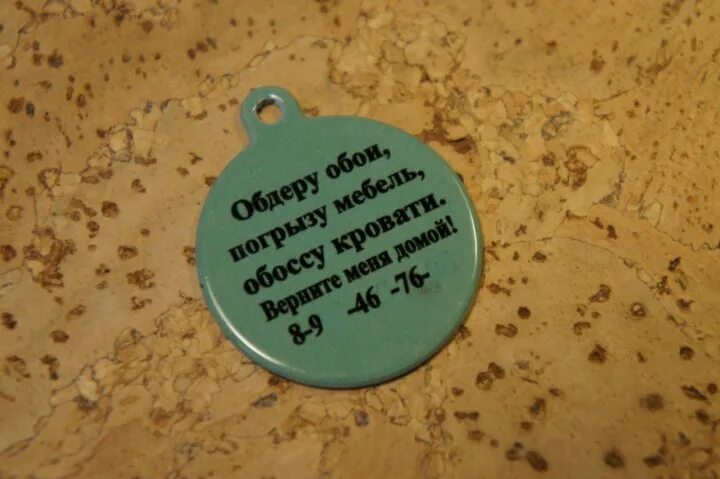 Обдеру обои,
погрызу мебель,
обоссу кровати.
Верните меня домой!
8-9 -46 -76-